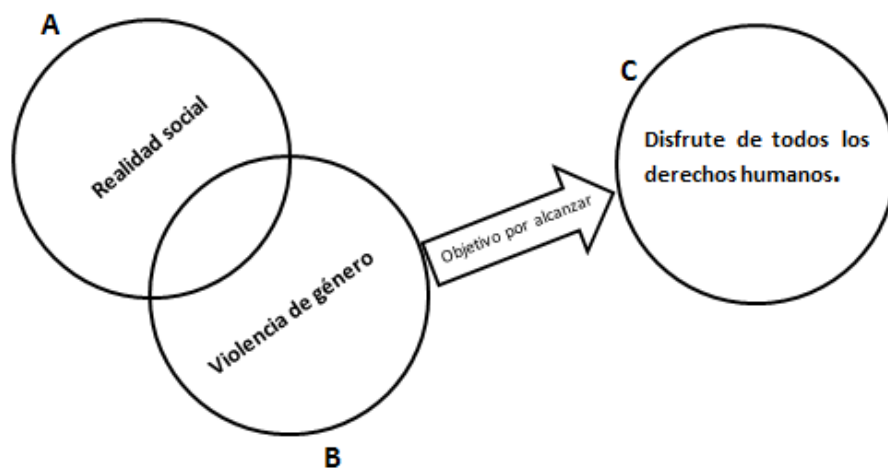 A
Realidad social
Violencia de género
B
Objetivo por alcanzar
C
Disfrute de todos los
derechos humanos.